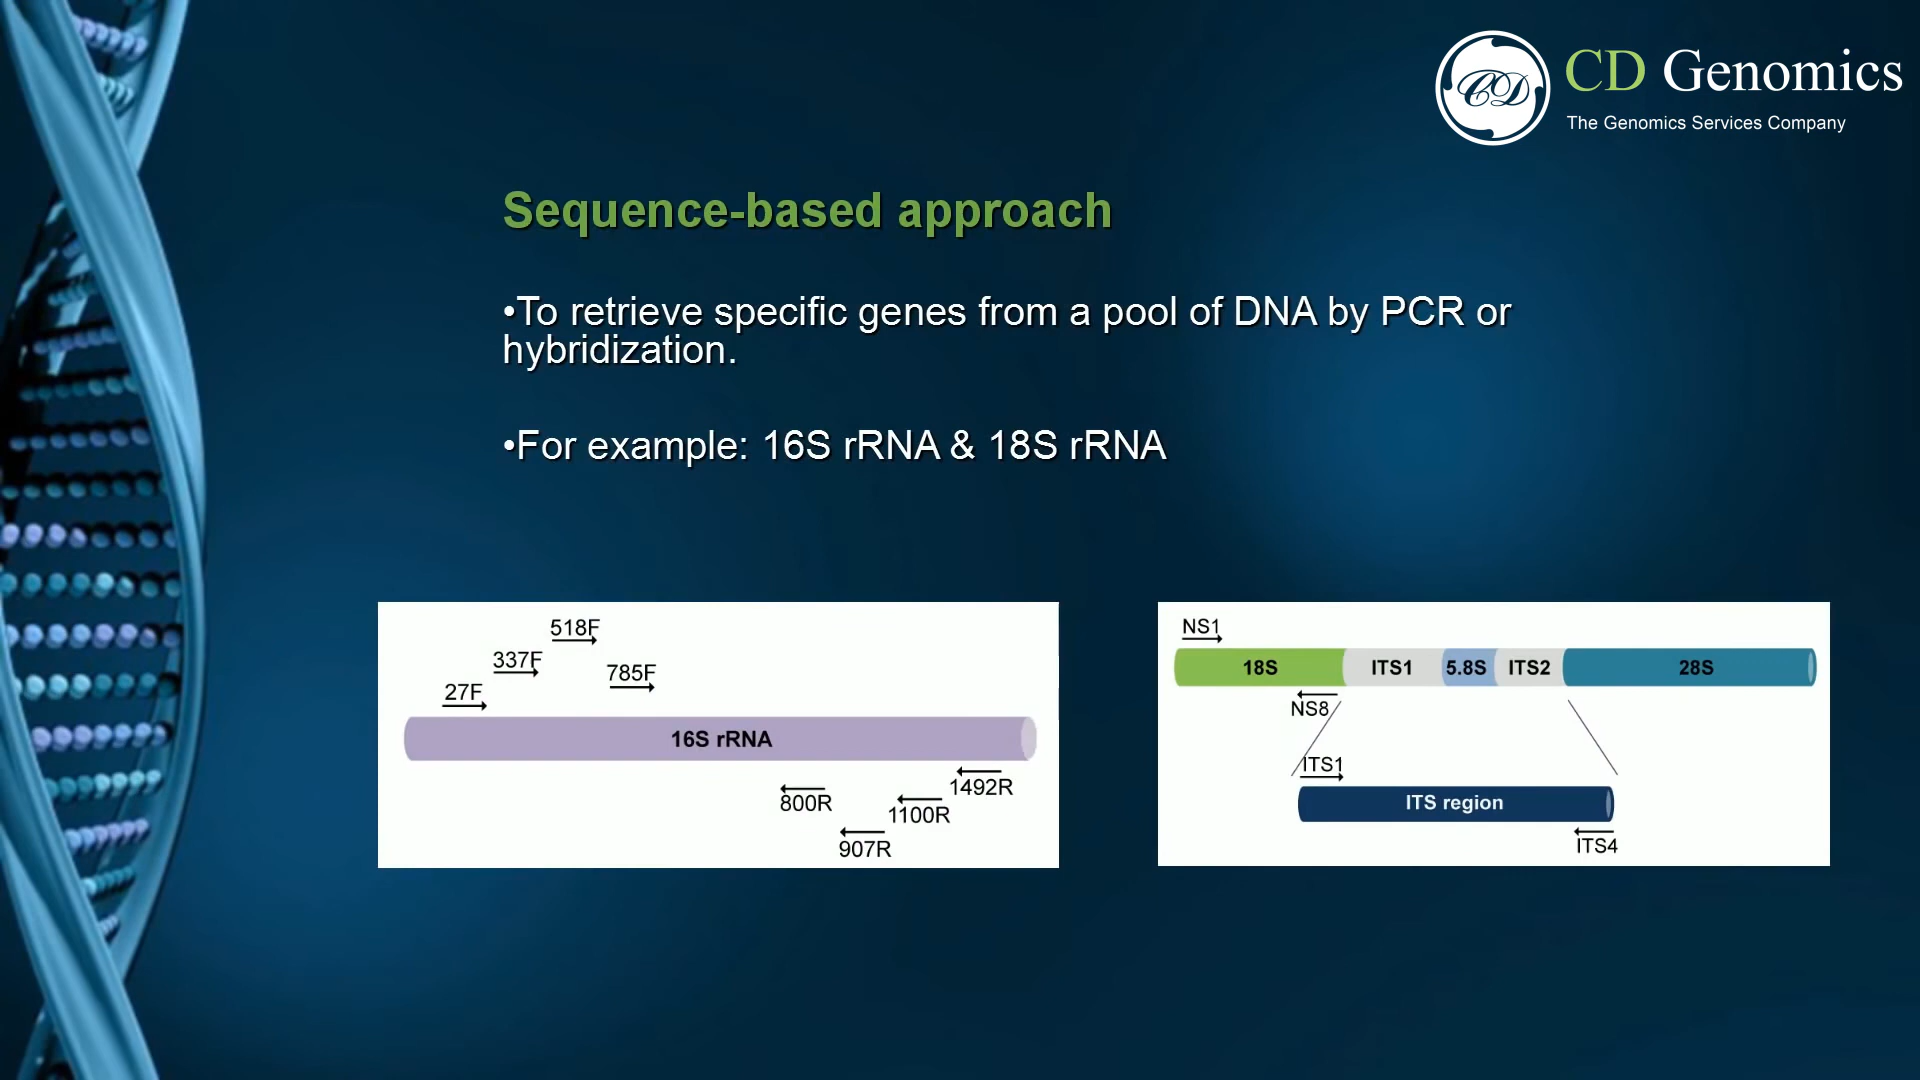 CD
CD Genomics
The Genomics Services Company
Sequence-based approach
•To retrieve specific genes from a pool of DNA by PCR or
hybridization.
•For example: 16S rRNA & 18S rRNA
518F
337F
785F
27F
16S rRNA
1492R
800R
1100R
907R
NS1
18S ITS1 5.8S ITS2 28S
NS8
ITS1
ITS region
ITS4